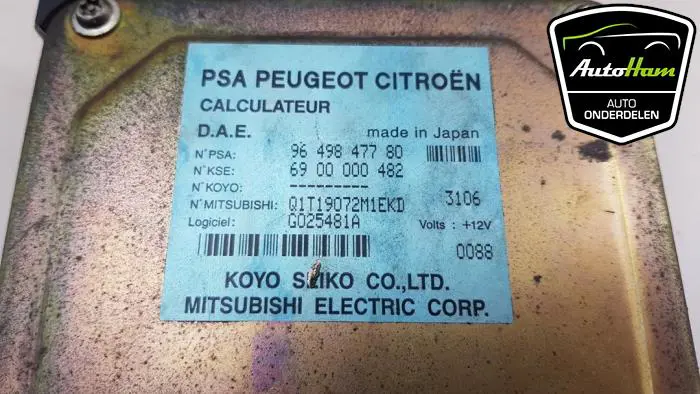 PSA PEUGEOT CITROËN
CALCULATEUR
D.A.E. made in Japan
N°PSA: 96 498 477 80
N°KSE: 69 00 000 482
N°KOYO: ----------
N°MITSUBISHI: Q1T19072M1EKD 3106
Logiciel: G025481A Volts : +12V
0088
KOYO SEIKO CO.,LTD.
MITSUBISHI ELECTRIC CORP.
AutoHam
AUTO
ONDERDELEN